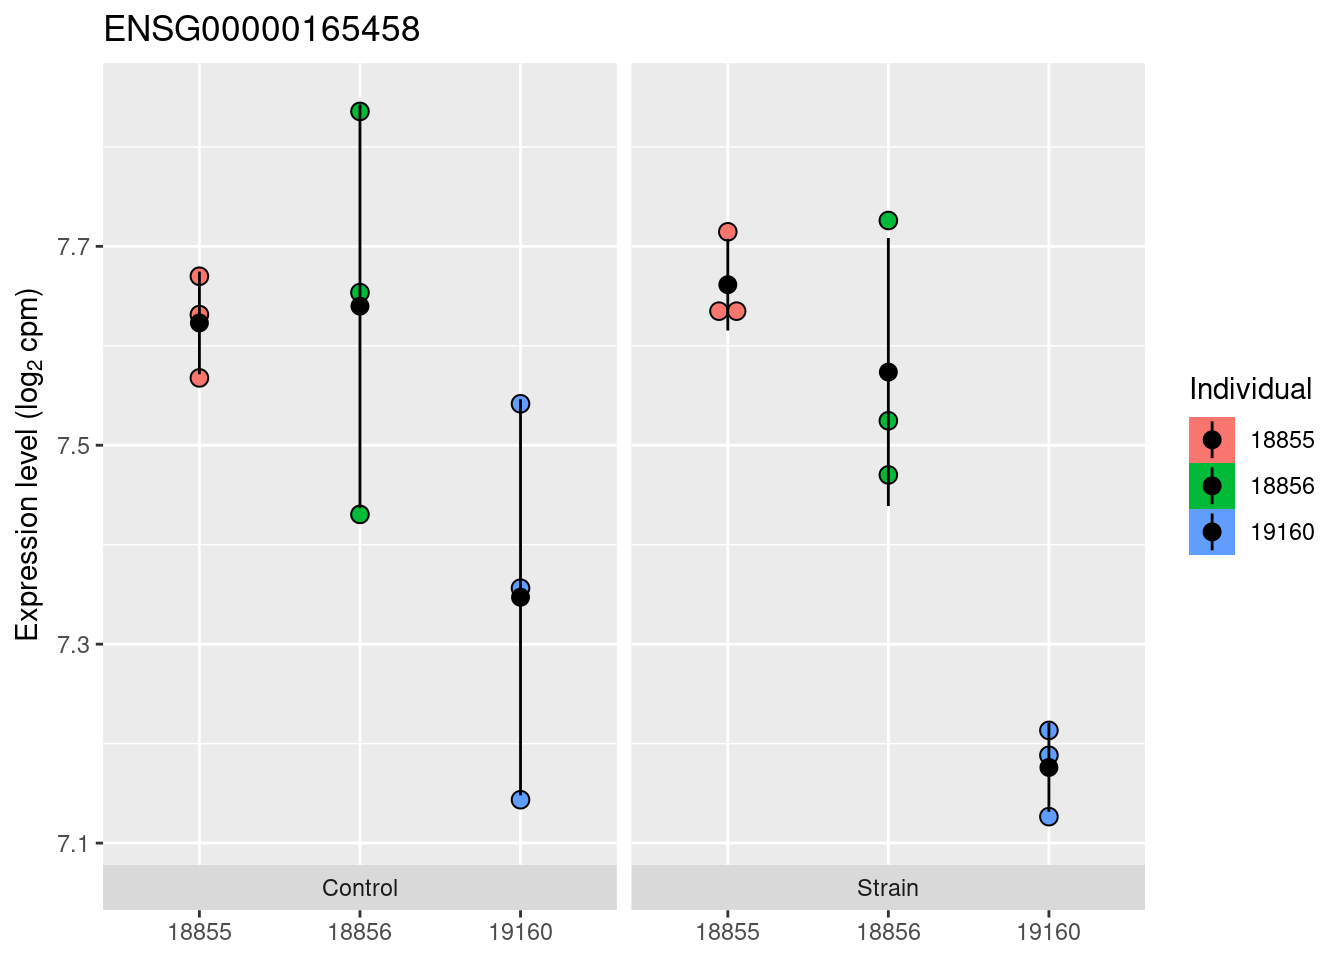 ENSG00000165458
Expression level (log₂ cpm)
7.7
7.5
7.3
7.1
Control
Strain
18855
18856
19160
18855
18856
19160
Individual
18855
18856
19160